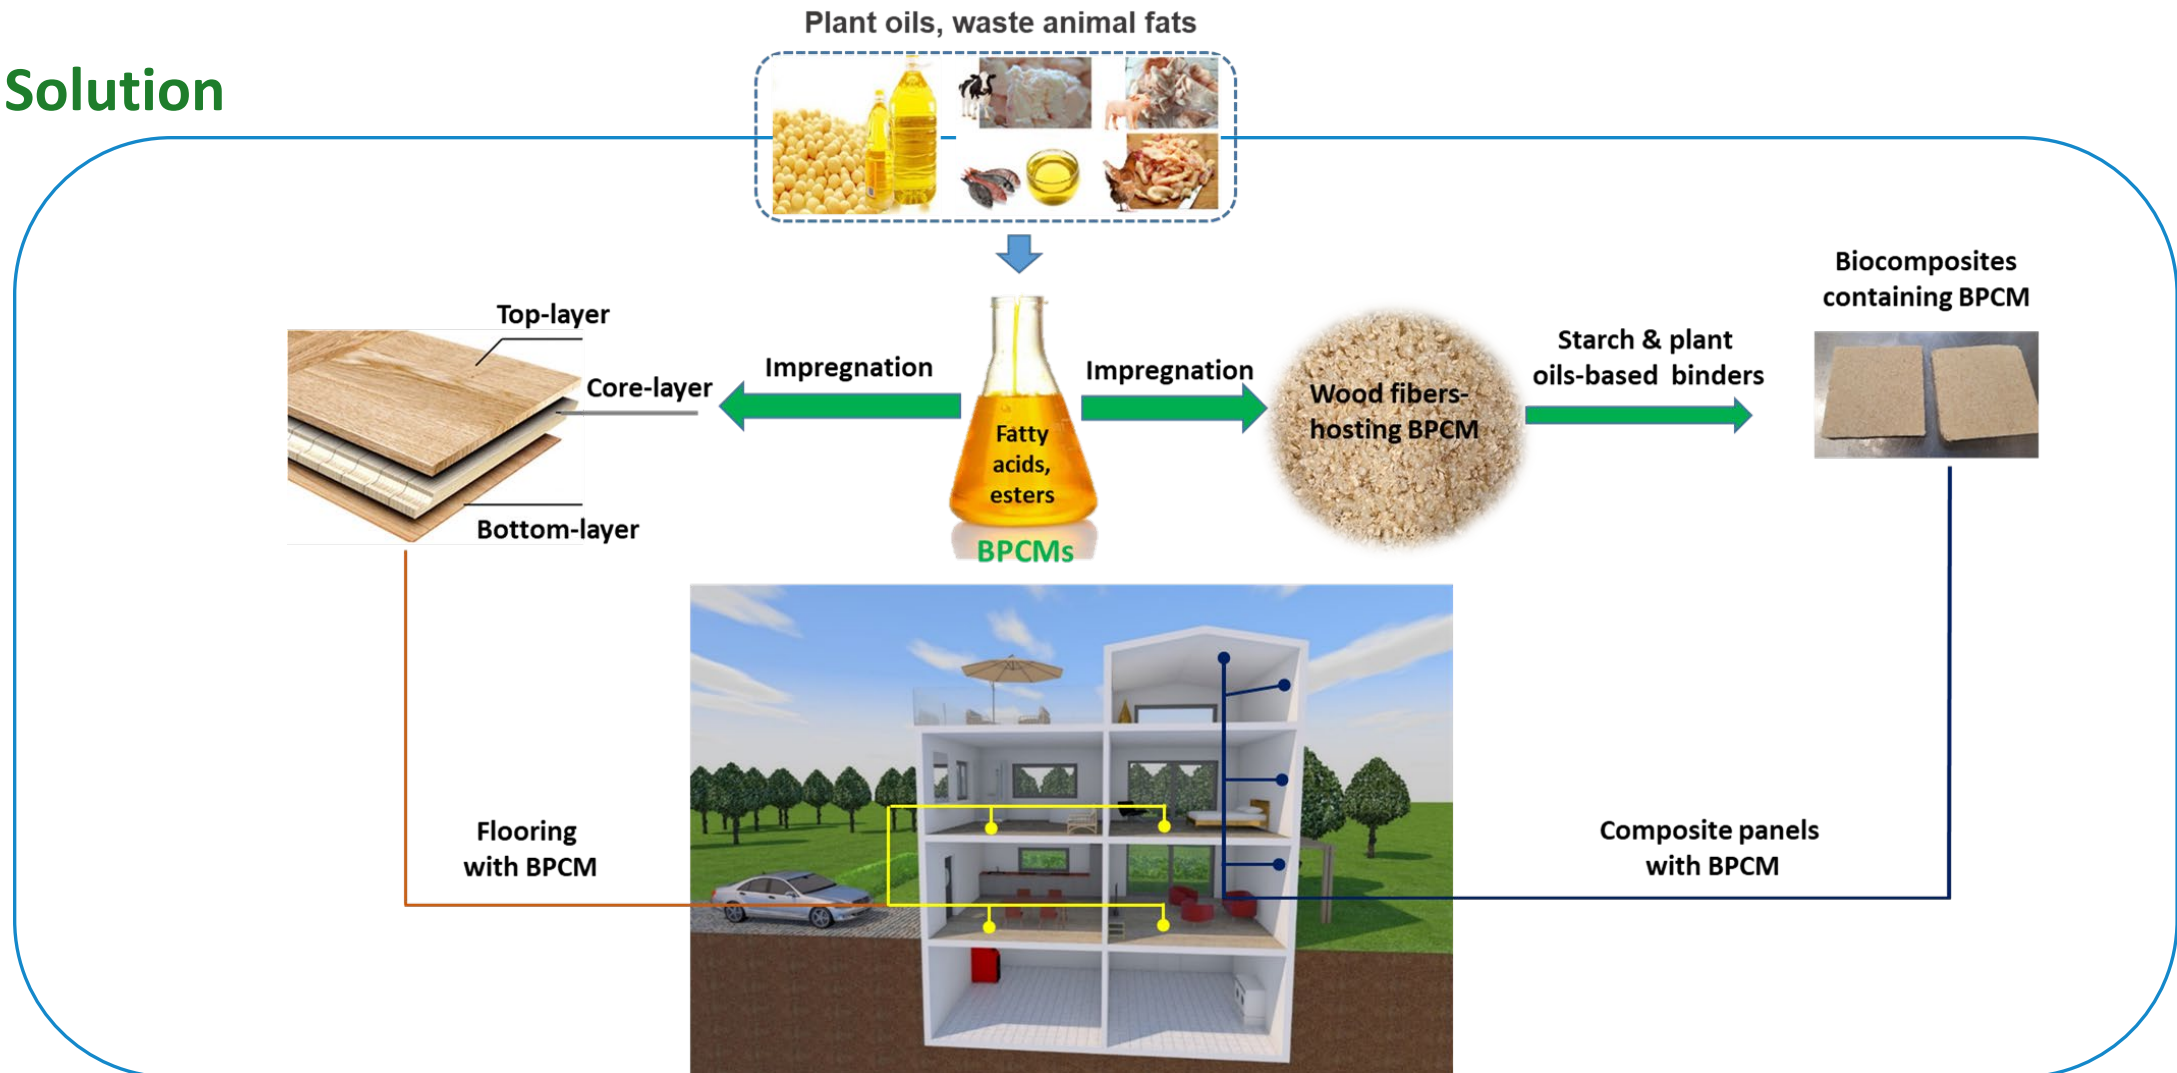 Plant oils, waste animal fats
Solution
Biocomposites
containing BPCM
Top-layer
Core-layer
Bottom-layer
Impregnation
Fatty
acids,
esters
BPCMs
Impregnation
Wood fibers-
hosting BPCM
Starch & plant
oils-based binders
Flooring
with BPCM
Composite panels
with BPCM